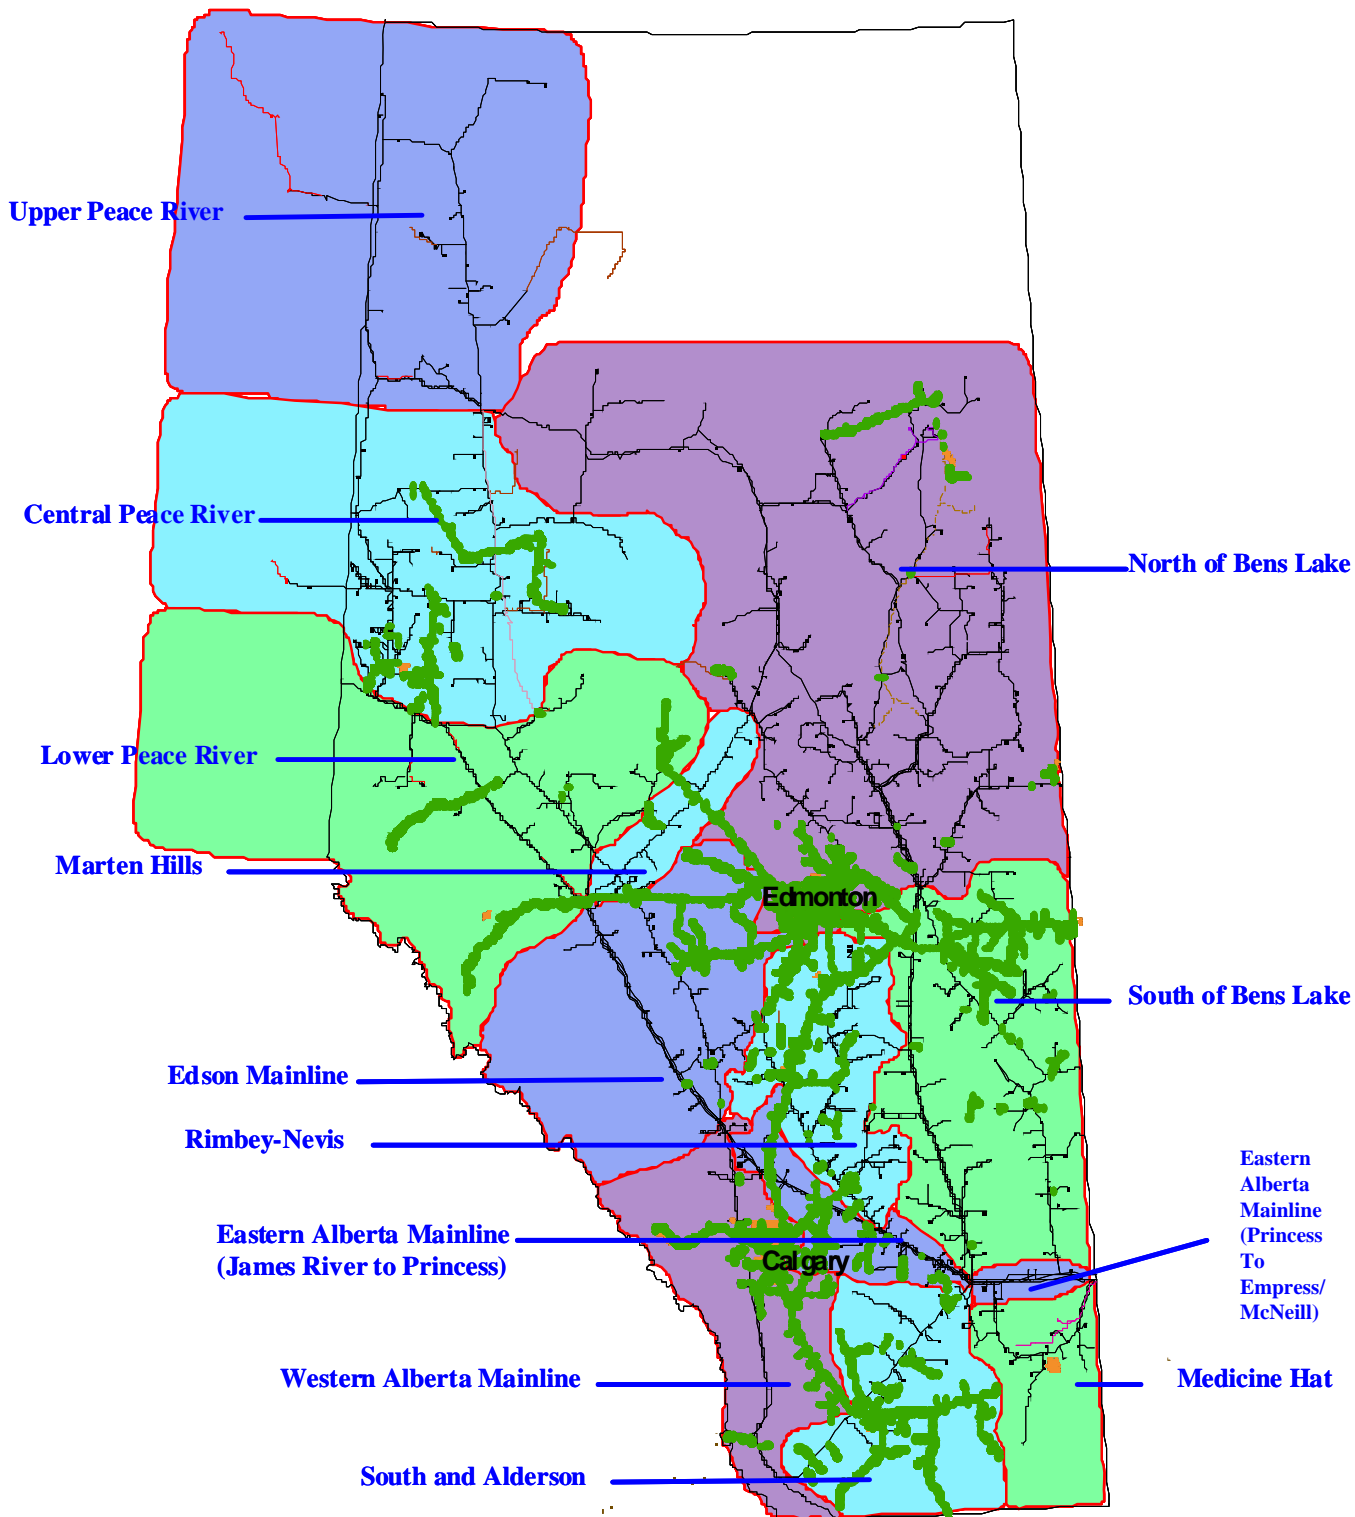 Upper Peace River
Central Peace River
North of Bens Lake
Lower Peace River
Marten Hills
Edmonton
South of Bens Lake
Edson Mainline
Rimbey-Nevis
Eastern
Alberta
Mainline
(Princess
To
Empress/
McNeill)
Eastern Alberta Mainline
(James River to Princess)
Calgary
Western Alberta Mainline
Medicine Hat
South and Alderson